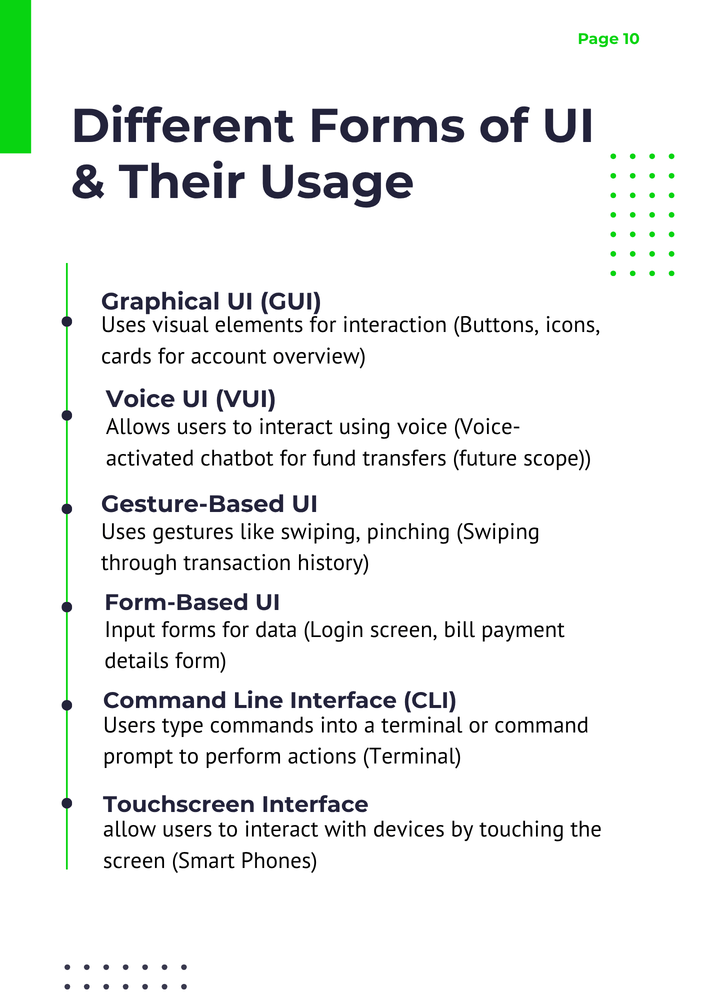 Page 10
Different Forms of UI
& Their Usage
Graphical UI (GUI)
Uses visual elements for interaction (Buttons, icons,
cards for account overview)
Voice UI (VUI)
Allows users to interact using voice (Voice-
activated chatbot for fund transfers (future scope))
Gesture-Based UI
Uses gestures like swiping, pinching (Swiping
through transaction history)
Form-Based UI
Input forms for data (Login screen, bill payment
details form)
Command Line Interface (CLI)
Users type commands into a terminal or command
prompt to perform actions (Terminal)
Touchscreen Interface
allow users to interact with devices by touching the
screen (Smart Phones)